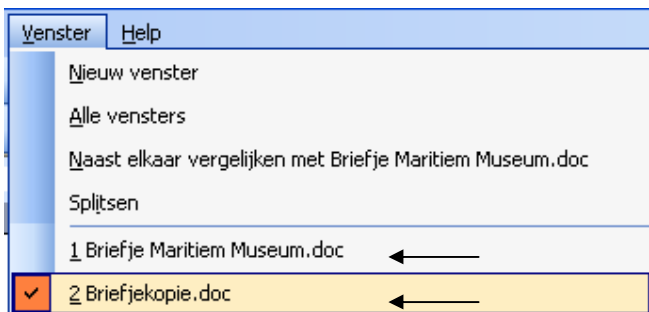 Venster Help
Nieuw venster
Alle vensters
Naast elkaar vergelijken met Briefje Maritiem Museum.doc
Splitsen
1 Briefje Maritiem Museum.doc
2 Briefjekopie.doc